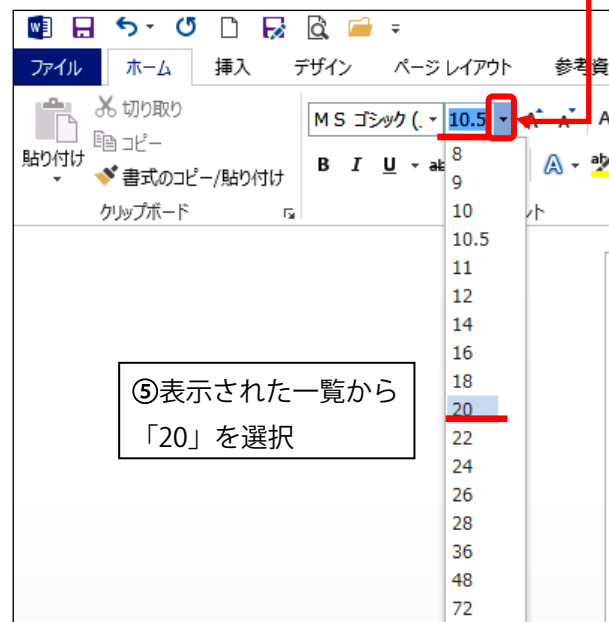 ファイル ホーム 挿入 デザイン ページ レイアウト 参考資
切り取り
コピー
書式のコピー/貼り付け
貼り付け
クリップボード
ＭＳ ゴシック (. 10.5
B I U
8
9
10
10.5
11
12
14
16
18
20
22
24
26
28
36
48
72
⑤表示された一覧から
「20」を選択